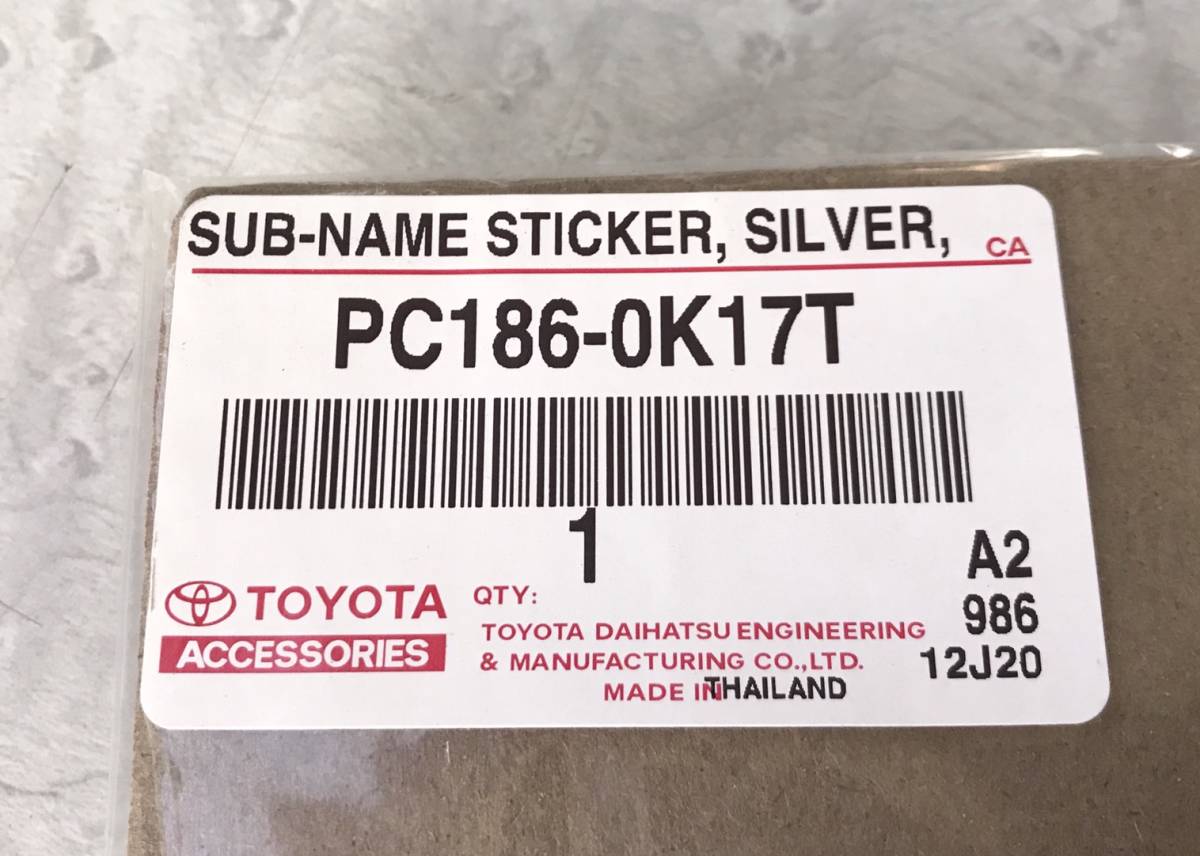 SUB-NAME STICKER, SILVER, CA
PC186-0K17T
1
A2
TOYOTA QTY: 986
TOYOTA DAIHATSU ENGINEERING
ACCESSORIES & MANUFACTURING CO.,LTD. 12J20
MADE IN THAILAND